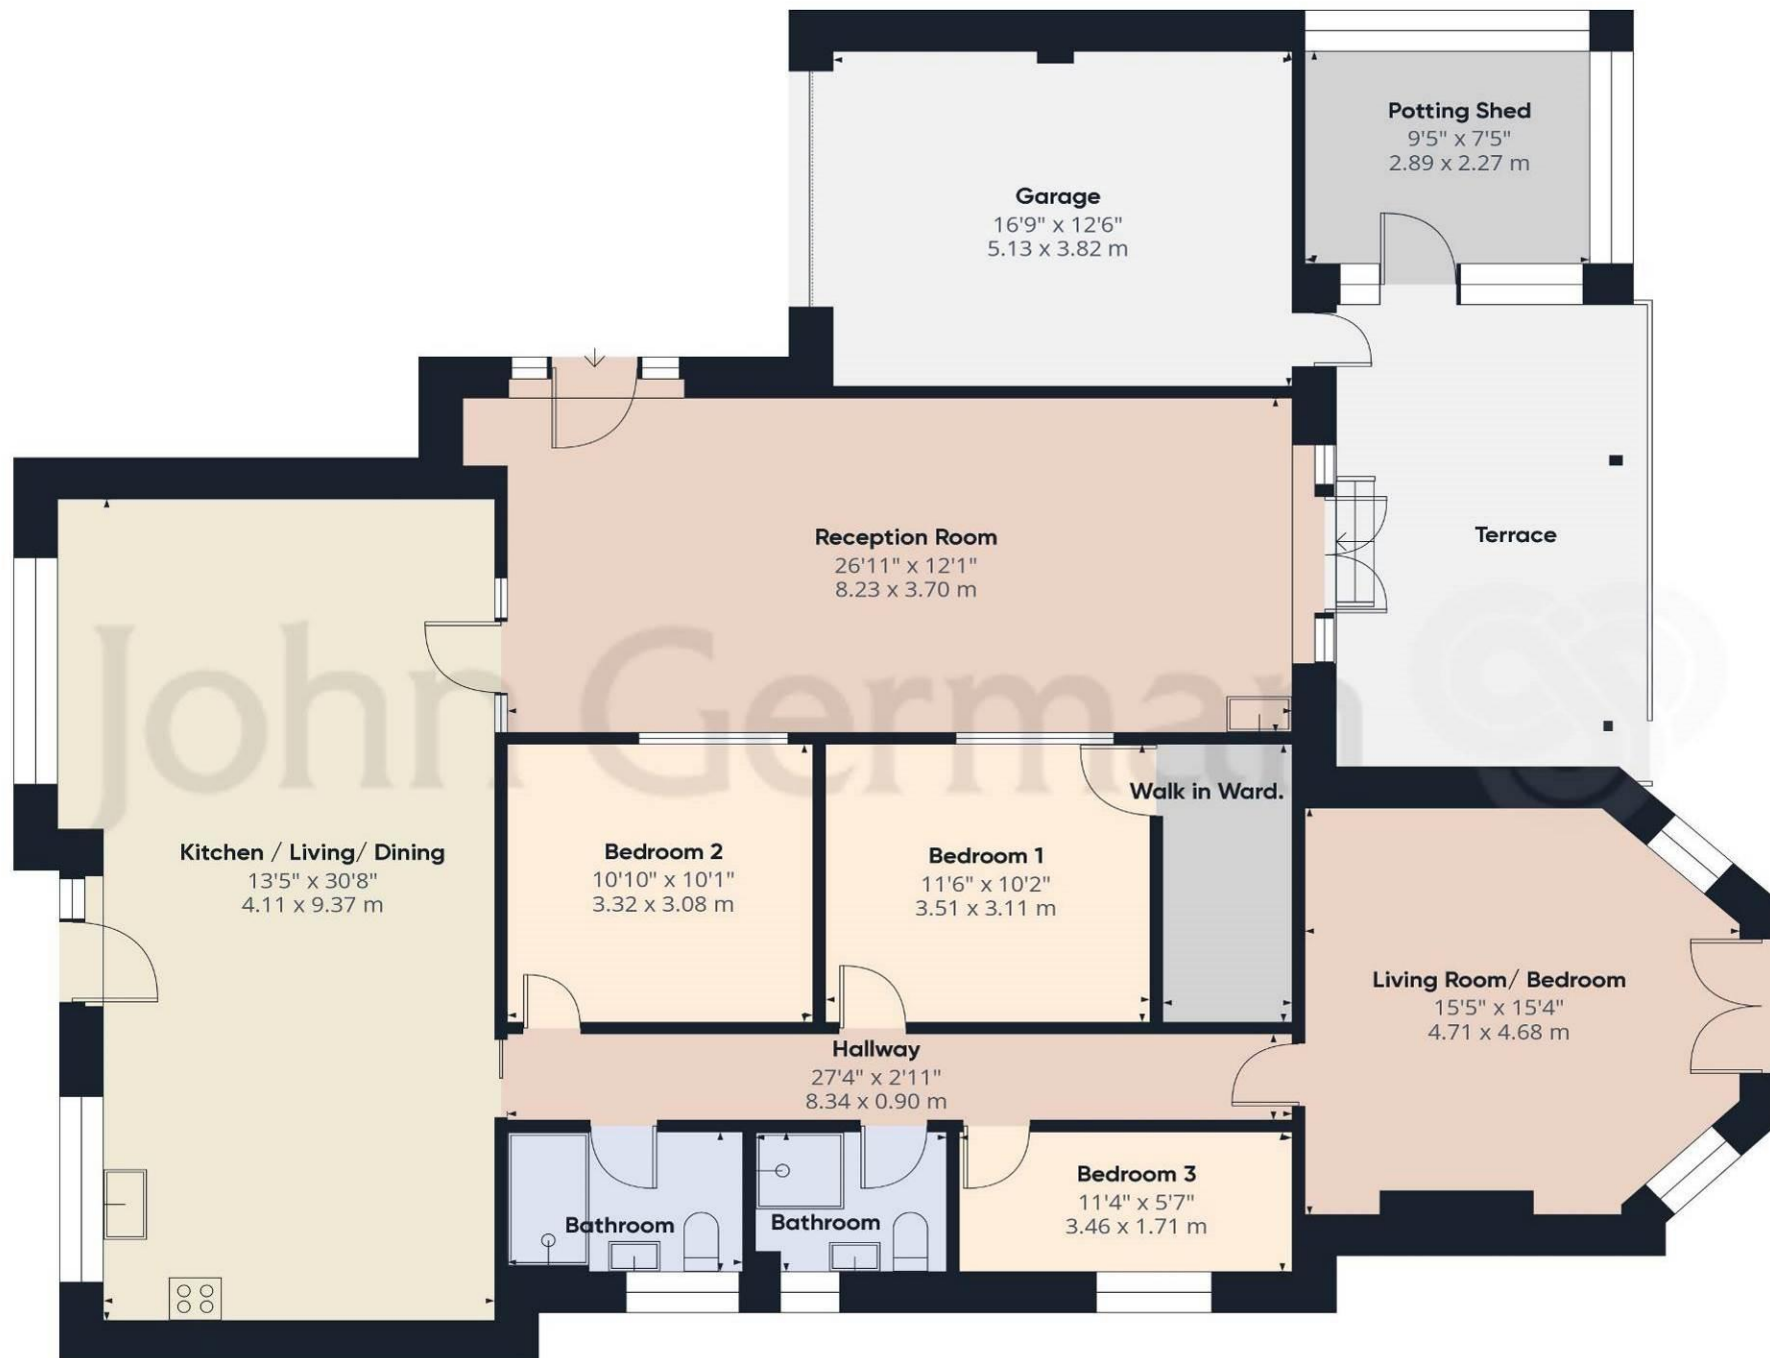 Potting Shed
9'5" x 7'5"
2.89 x 2.27 m
Garage
16'9" x 12'6"
5.13 x 3.82 m
Reception Room
26'11" x 12'1"
8.23 x 3.70 m
Terrace
John German
Walk in Ward.
Kitchen / Living/ Dining
13'5" x 30'8"
4.11 x 9.37 m
Bedroom 2
10'10" x 10'1"
3.32 x 3.08 m
Bedroom 1
11'6" x 10'2"
3.51 x 3.11 m
Living Room/ Bedroom
15'5" x 15'4"
4.71 x 4.68 m
Hallway
27'4" x 2'11"
8.34 x 0.90 m
Bathroom
Bathroom
Bedroom 3
11'4" x 5'7"
3.46 x 1.71 m